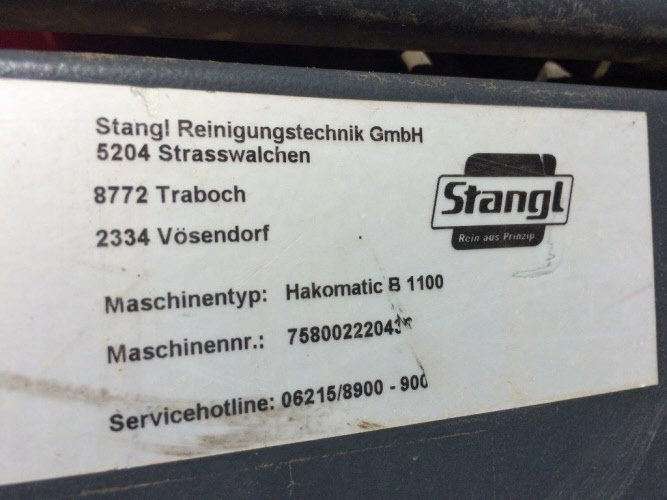 Stangl Reinigungstechnik GmbH
5204 Strasswalchen
8772 Traboch
2334 Vösendorf
Stangl
Rein aus Prinzip
Maschinentyp: Hakomatic B 1100
Maschinennr.:
Servicehotline: 06215/8900 - 900